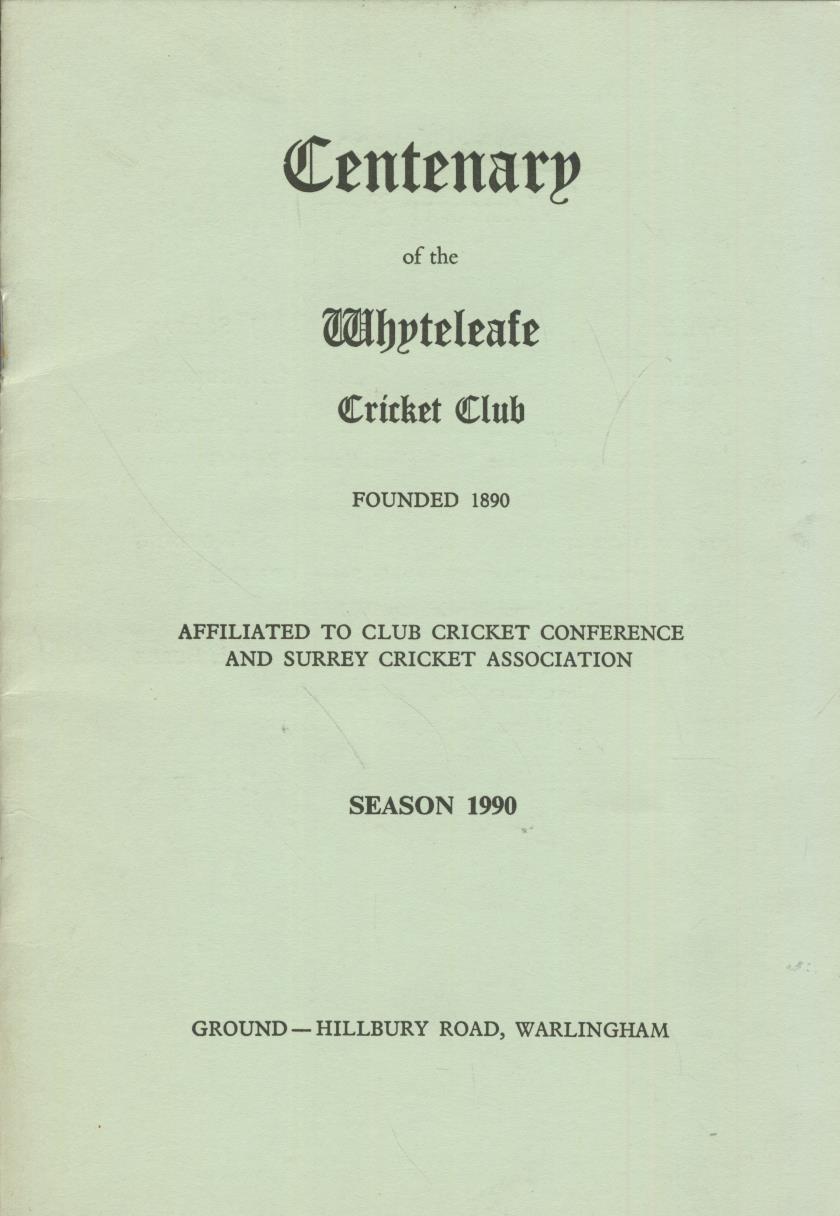 Centenary
of the
Whyteleafe
Cricket Club
FOUNDED 1890
AFFILIATED TO CLUB CRICKET CONFERENCE
AND SURREY CRICKET ASSOCIATION
SEASON 1990
GROUND — HILLBURY ROAD, WARLINGHAM